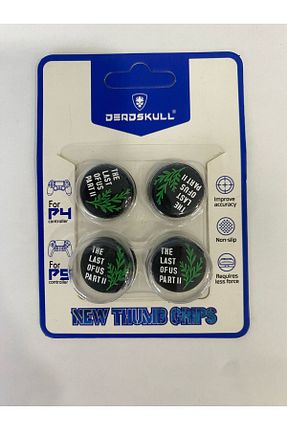 DEADSKULL
THE
LAST
OF US
PART II
THE
LAST
OF US
PART II
THE
LAST
OF US
PART II
THE
LAST
OF US
PART II
For
P4
controller
For
P5
controller
Improve
accuracy
Non-slip
Requires
less force
NEW THUMB GRIPS